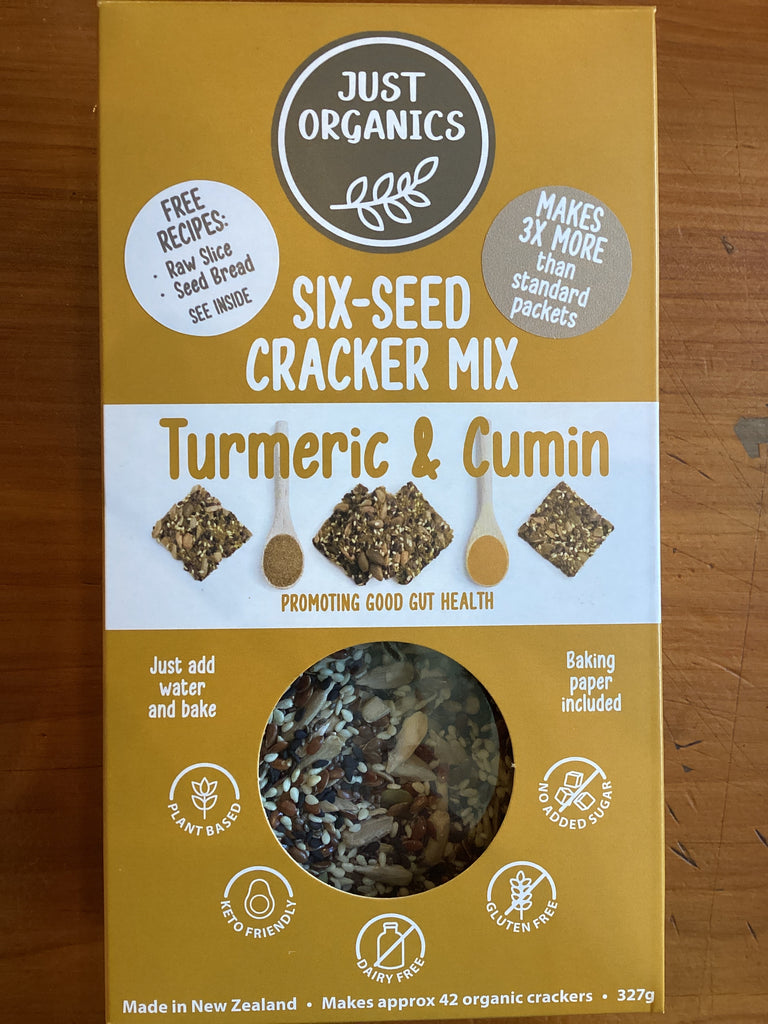 JUST
ORGANICS
FREE
RECIPES:
· Raw Slice
· Seed Bread
SEE INSIDE
MAKES
3X MORE
than
standard
packets
SIX-SEED
CRACKER MIX
Turmeric & Cumin
PROMOTING GOOD GUT HEALTH
Just add
water
and bake
Baking
paper
included
PLANT BASED
NO ADDED SUGAR
KETO FRIENDLY
GLUTEN FREE
DAIRY FREE
Made in New Zealand • Makes approx 42 organic crackers • 327g